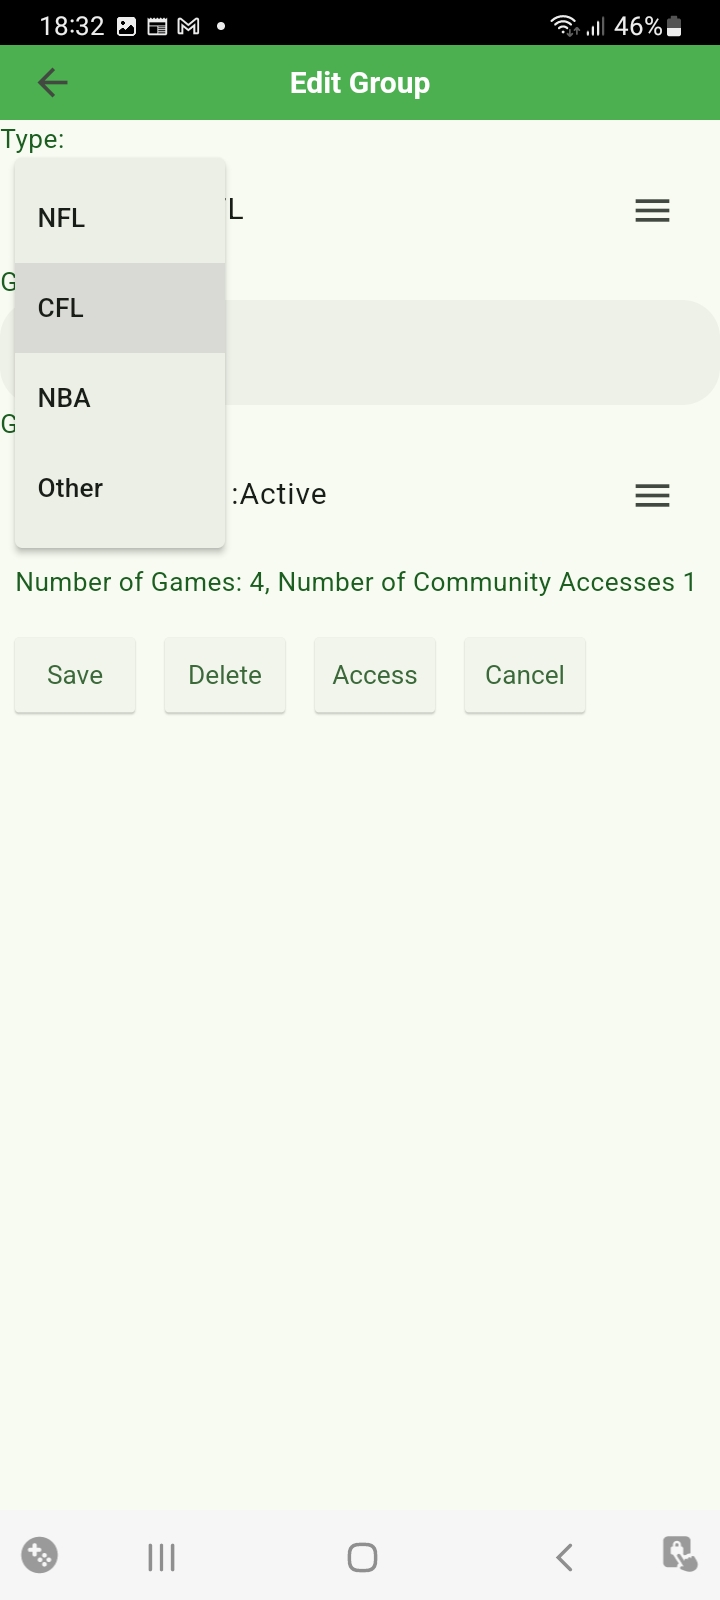 18:32 46%
Edit Group
Type:
NFL
CFL
NBA
Other
:Active
Number of Games: 4, Number of Community Accesses 1
Save Delete Access Cancel